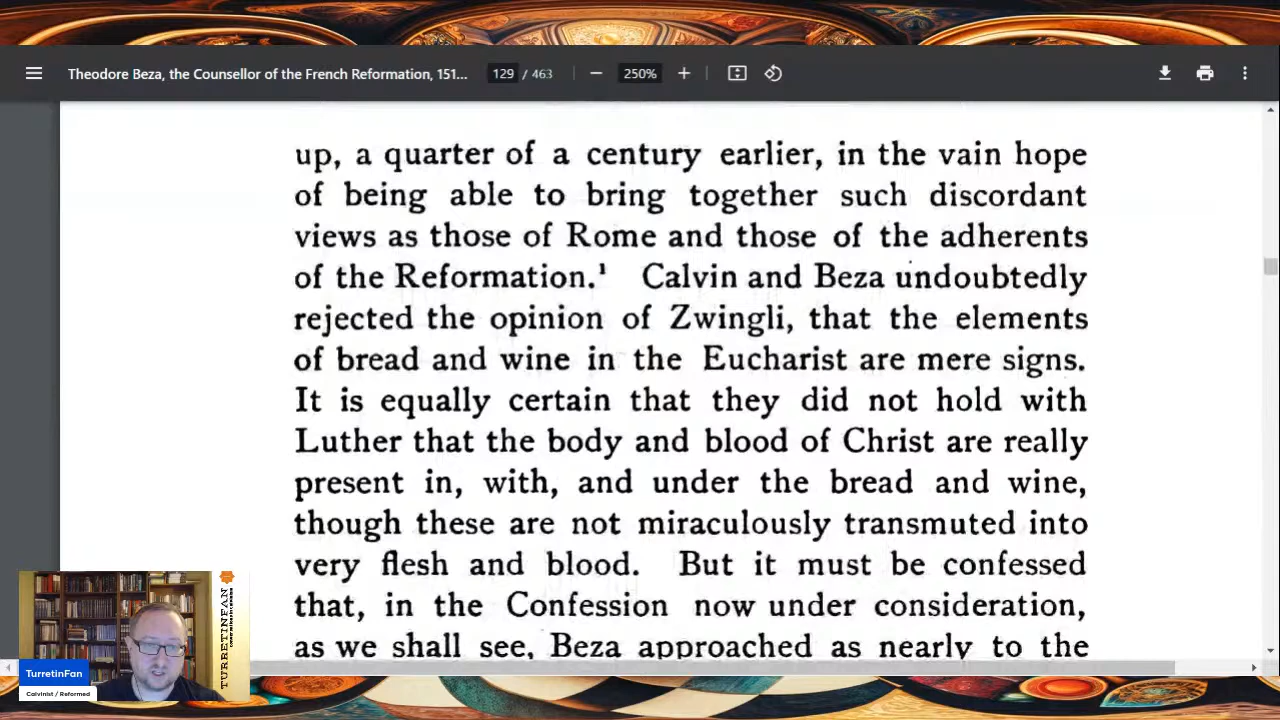 Theodore Beza, the Counsellor of the French Reformation, 151...
129 / 463
250%
up, a quarter of a century earlier, in the vain hope
of being able to bring together such discordant
views as those of Rome and those of the adherents
of the Reformation.¹ Calvin and Beza undoubtedly
rejected the opinion of Zwingli, that the elements
of bread and wine in the Eucharist are mere signs.
It is equally certain that they did not hold with
Luther that the body and blood of Christ are really
present in, with, and under the bread and wine,
though these are not miraculously transmuted into
very flesh and blood. But it must be confessed
that, in the Confession now under consideration,
as we shall see, Beza approached as nearly to the
TURRETINFAN
TurretinFan
Calvinist / Reformed